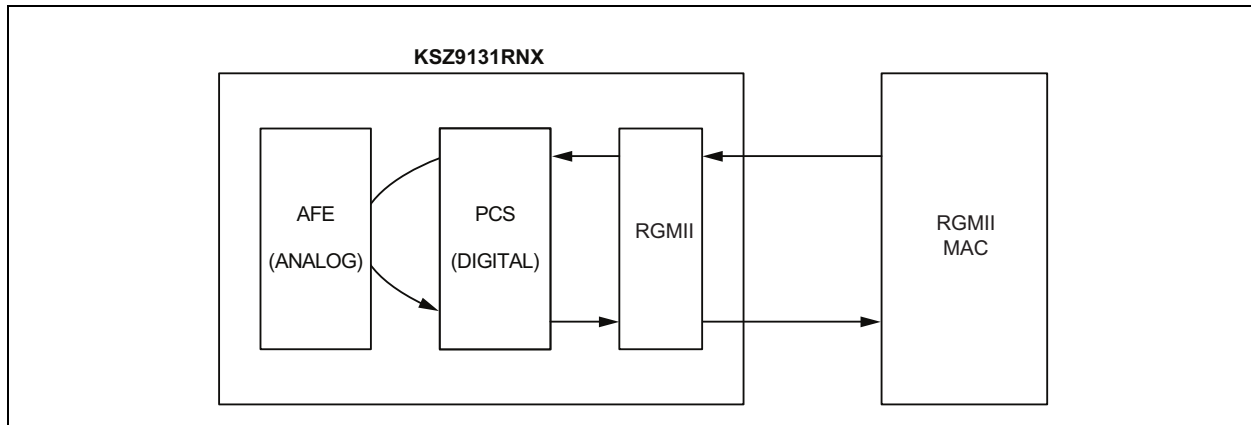 KSZ9131RNX
AFE
(ANALOG)
PCS
(DIGITAL)
RGMII
RGMII
MAC